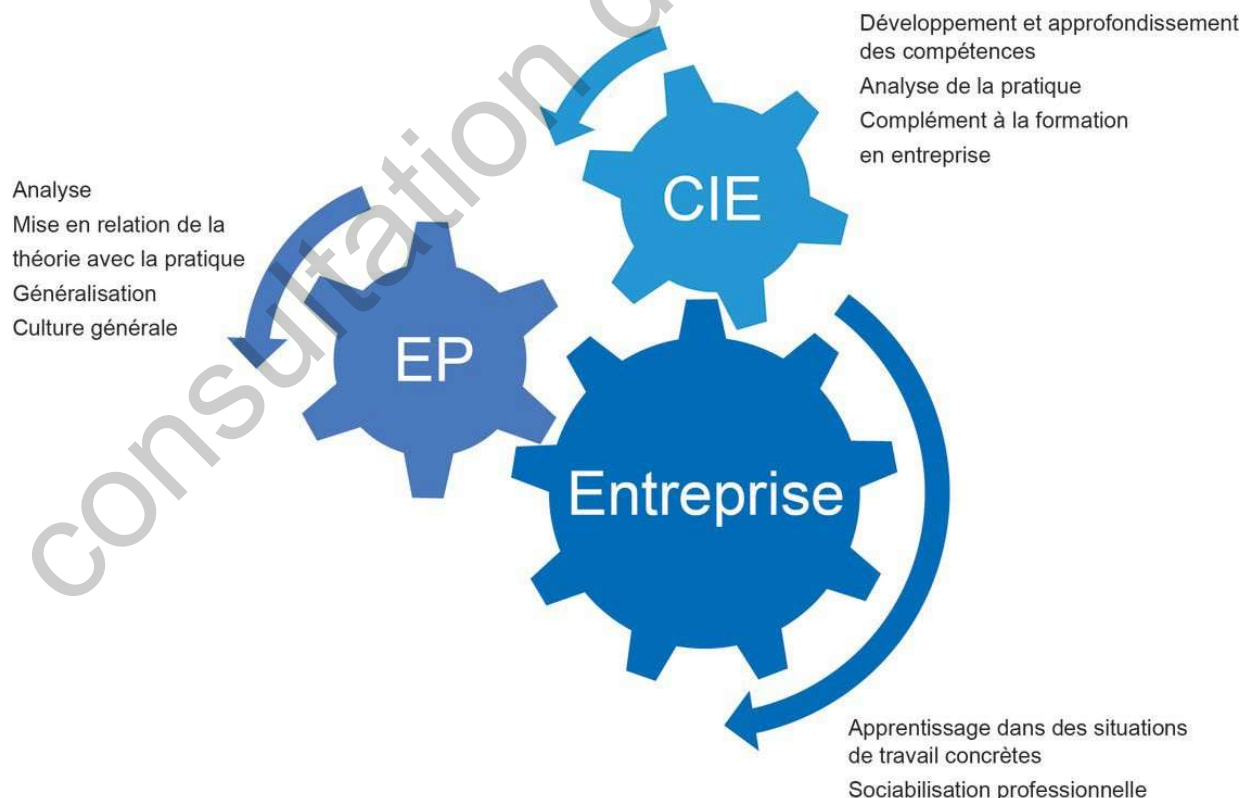 Développement et approfondissement
des compétences
Analyse de la pratique
Complément à la formation
en entreprise
CIE
Analyse
Mise en relation de la
théorie avec la pratique
Généralisation
Culture générale
EP
Entreprise
Apprentissage dans des situations
de travail concrètes
Sociabilisation professionnelle
consultation